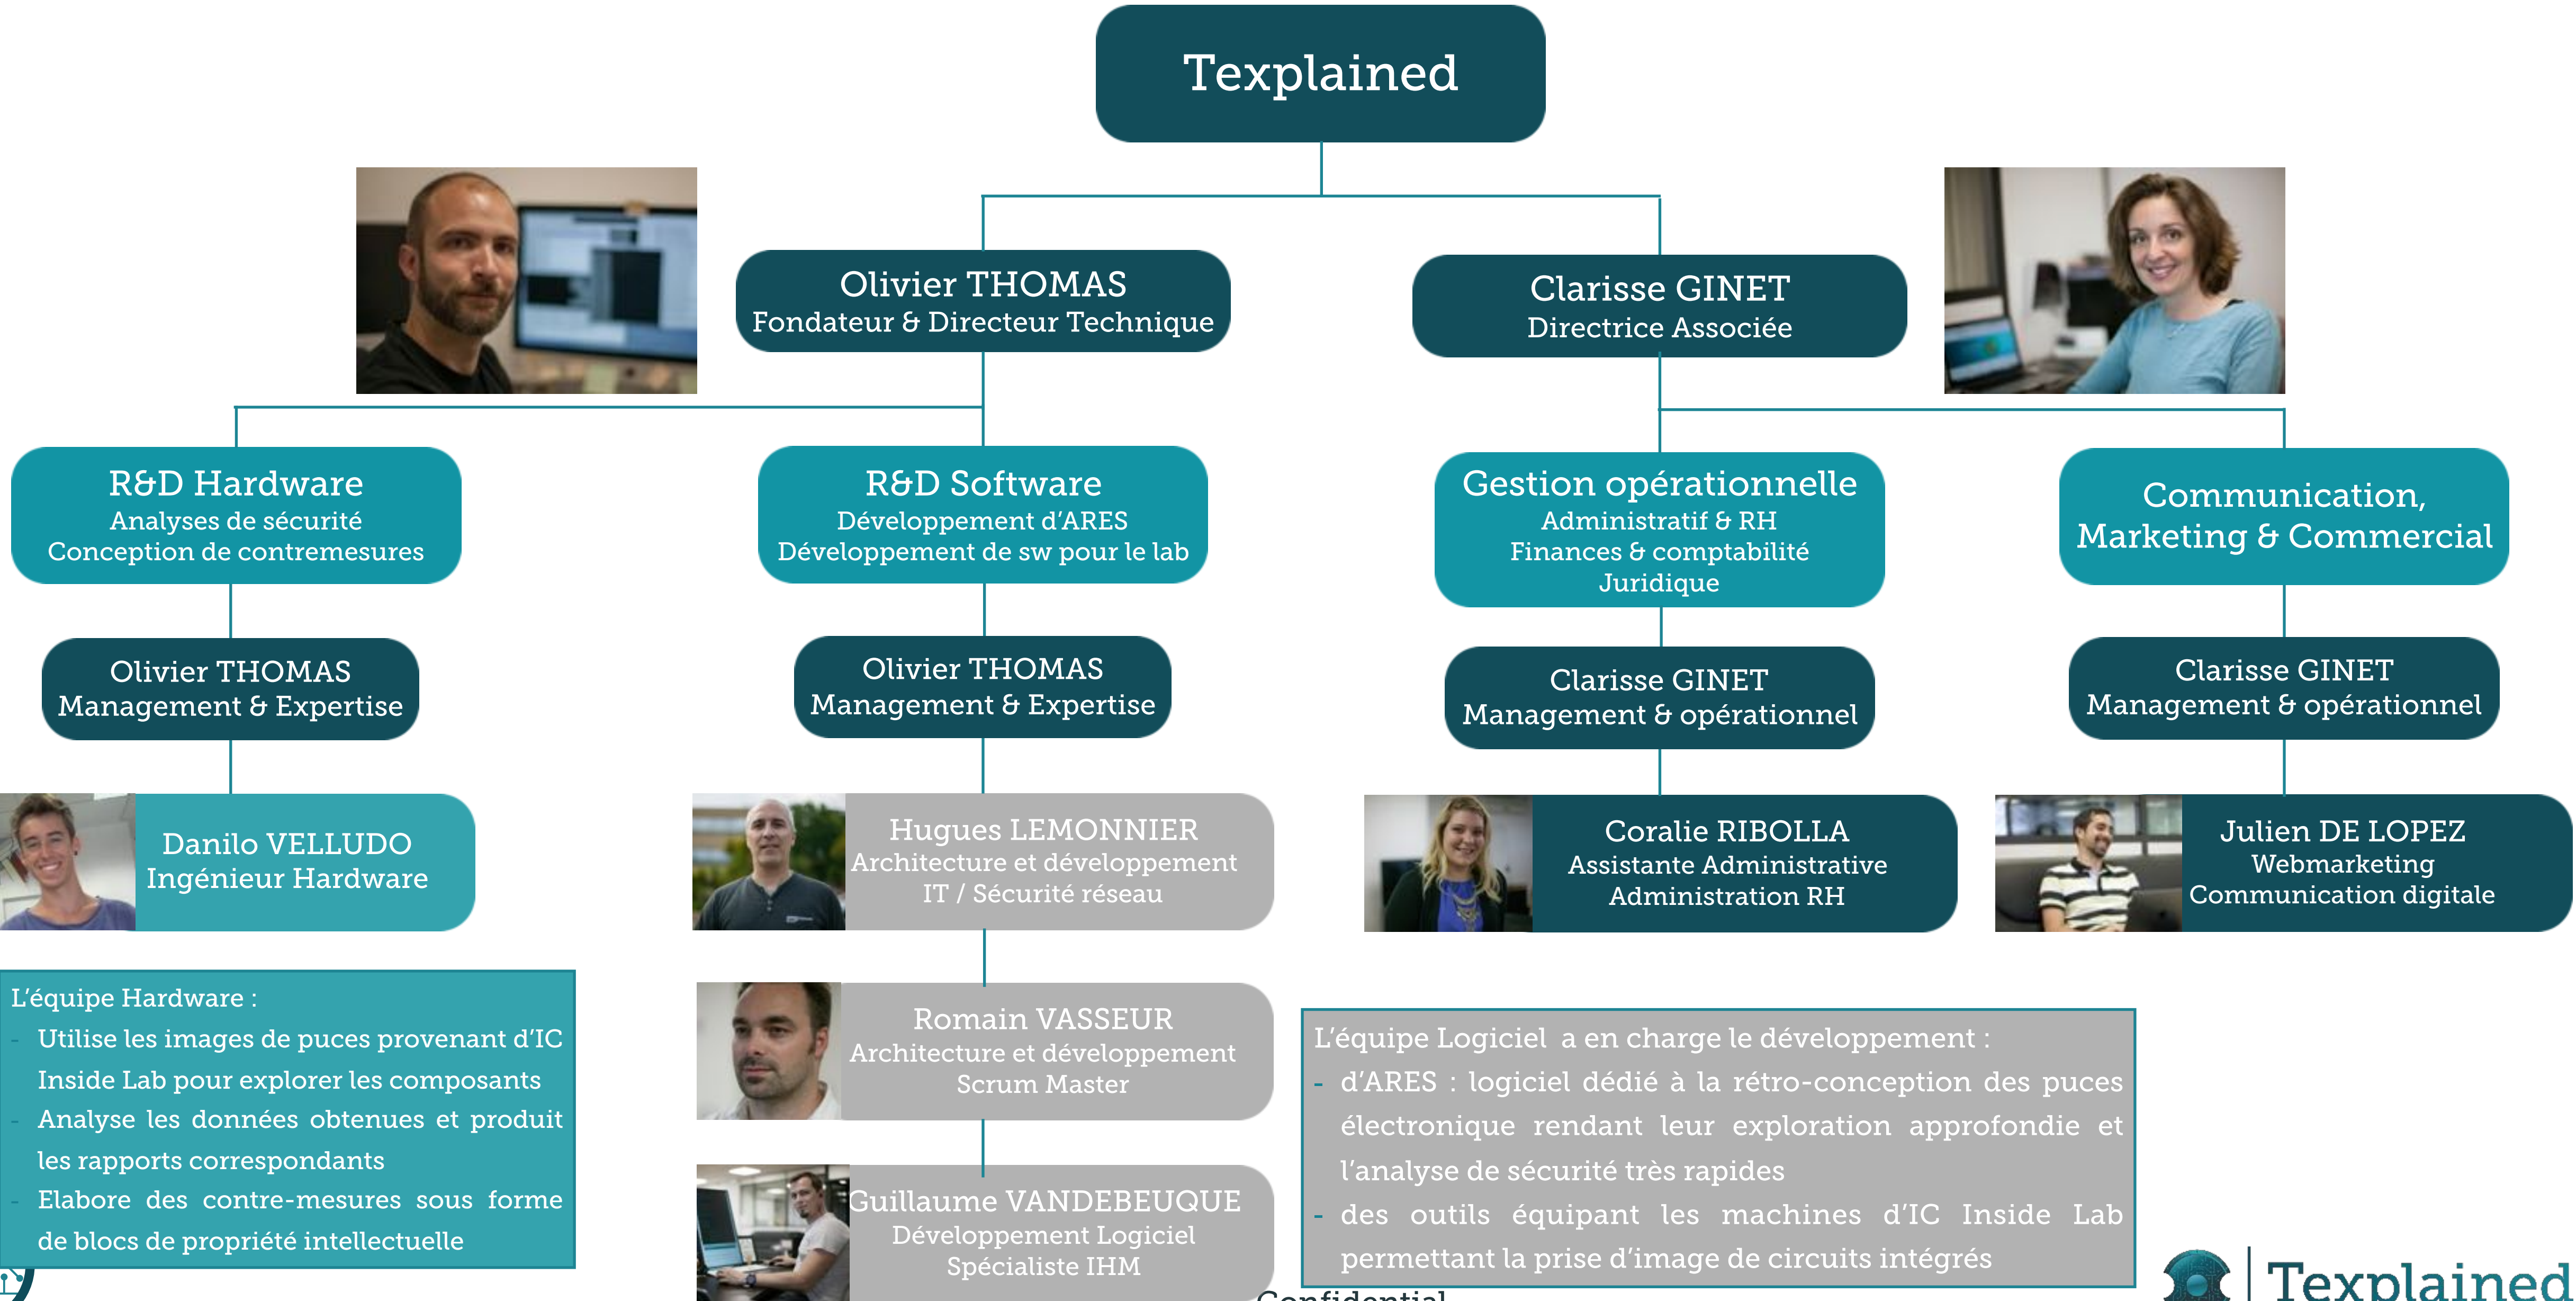 Texplained
Olivier THOMAS
Fondateur & Directeur Technique
Clarisse GINET
Directrice Associée
R&D Hardware
Analyses de sécurité
Conception de contremesures
R&D Software
Développement d’ARES
Développement de sw pour le lab
Gestion opérationnelle
Administratif & RH
Finances & comptabilité
Juridique
Communication,
Marketing & Commercial
Olivier THOMAS
Management & Expertise
Olivier THOMAS
Management & Expertise
Clarisse GINET
Management & opérationnel
Clarisse GINET
Management & opérationnel
Danilo VELLUDO
Ingénieur Hardware
Hugues LEMONNIER
Architecture et développement
IT / Sécurité réseau
Coralie RIBOLLA
Assistante Administrative
Administration RH
Julien DE LOPEZ
Webmarketing
Communication digitale
Romain VASSEUR
Architecture et développement
Scrum Master
Guillaume VANDEBEUQUE
Développement Logiciel
Spécialiste IHM
L’équipe Hardware :
- Utilise les images de puces provenant d’IC
Inside Lab pour explorer les composants
- Analyse les données obtenues et produit
les rapports correspondants
- Elabore des contre-mesures sous forme
de blocs de propriété intellectuelle
L’équipe Logiciel a en charge le développement :
- d’ARES : logiciel dédié à la rétro-conception des puces
électronique rendant leur exploration approfondie et
l’analyse de sécurité très rapides
- des outils équipant les machines d’IC Inside Lab
permettant la prise d’image de circuits intégrés
Confidential
Texplained